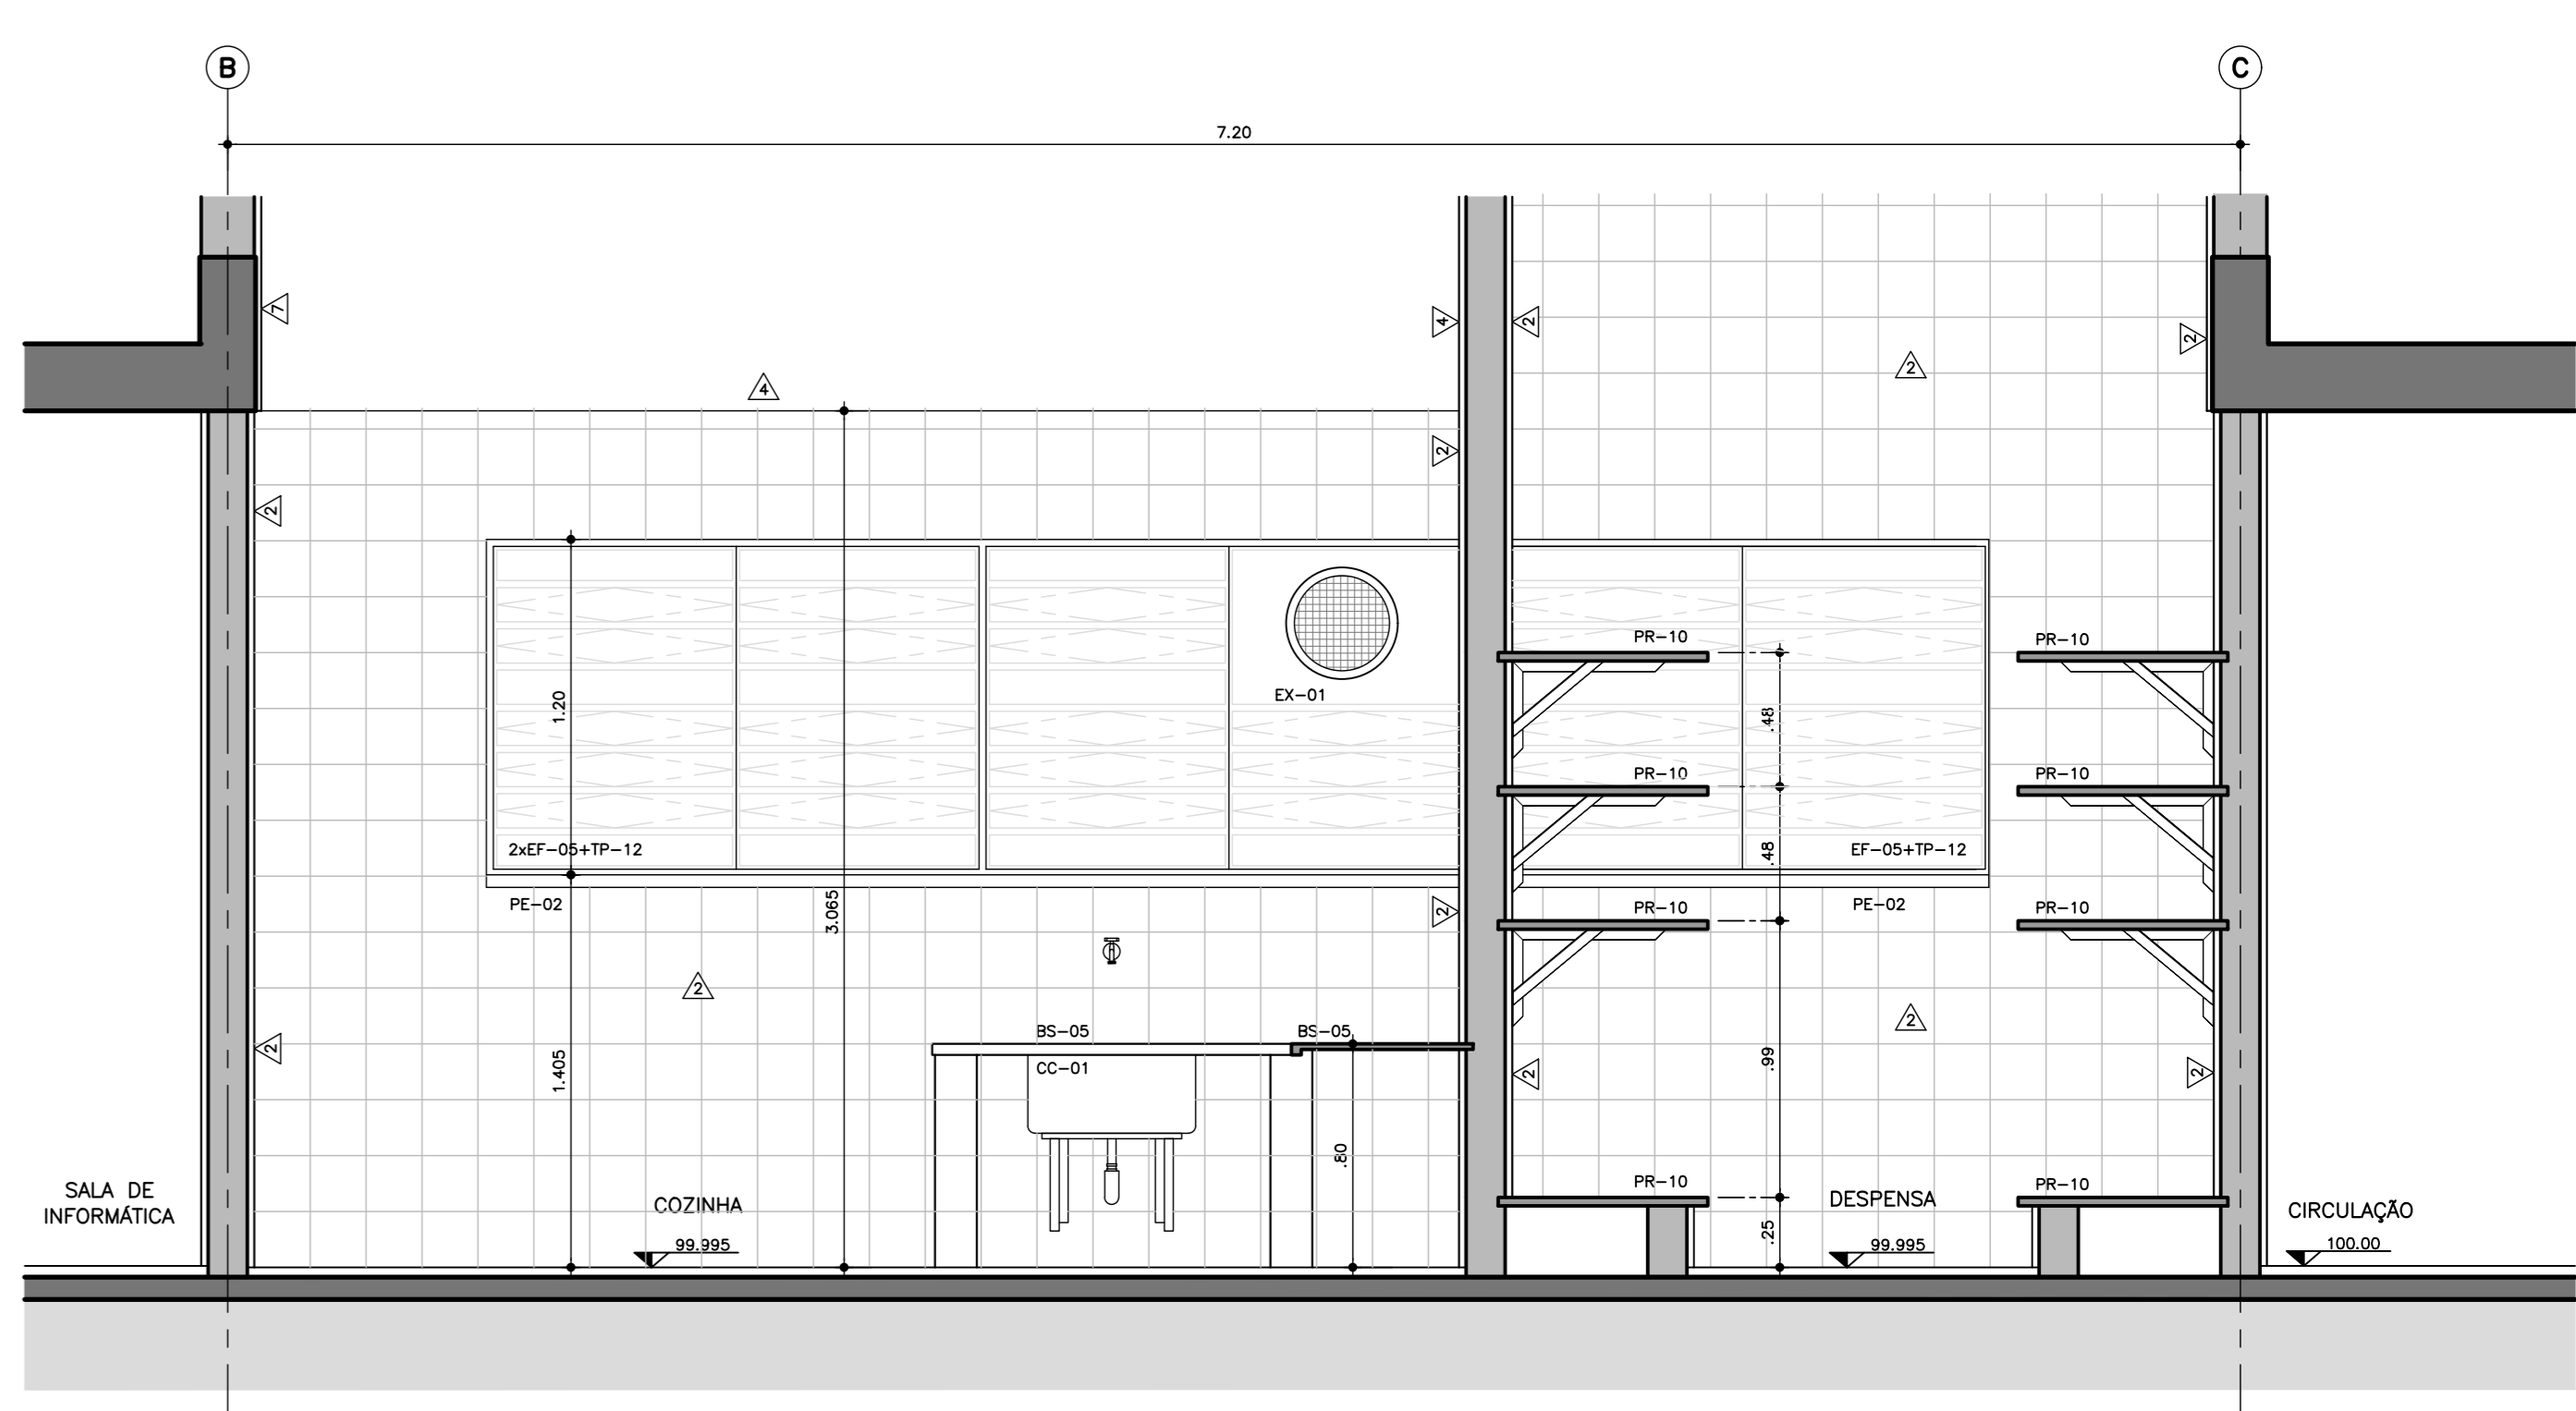 B
C
7.20
7
4
2
2
2
4
2
2
PR-10
PR-10
EX-01
1.20
.48
PR-10
PR-10
2xEF-05+TP-12
.48
EF-05+TP-12
PE-02
3.065
2
PR-10
PE-02
PR-10
2
2
BS-05
BS-05
2
1.405
CC-01
.99
2
2
.80
PR-10
PR-10
SALA DE
INFORMÁTICA
COZINHA
DESPENSA
CIRCULAÇÃO
.25
99.995
99.995
100.00